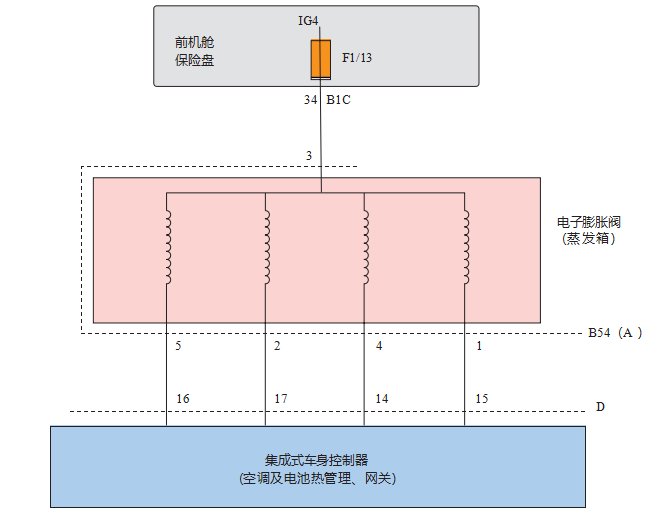 IG4
前机舱
保险盘
F1/13
34 B1C
3
电子膨胀阀
(蒸发箱)
B54 (A )
5 2 4 1
16 17 14 15
D
集成式车身控制器
(空调及电池热管理、网关)